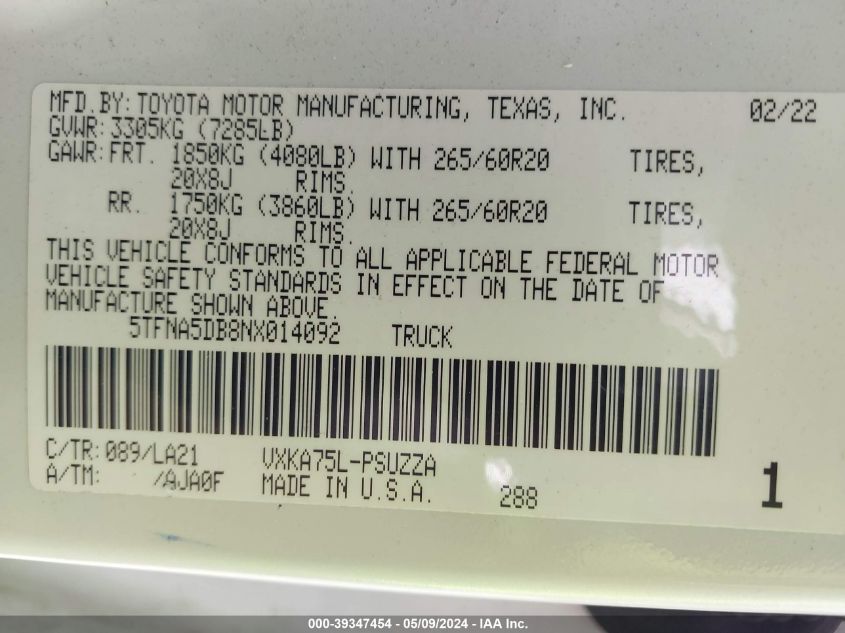 MFD.BY: TOYOTA MOTOR MANUFACTURING, TEXAS, INC. 02/22
GVWR: 3305KG (7285LB)
GAWR: FRT. 1850KG (4080LB) WITH 265/60R20 TIRES,
20X8J RIMS.
RR. 1750KG (3860LB) WITH 265/60R20 TIRES,
20X8J RIMS.
THIS VEHICLE CONFORMS TO ALL APPLICABLE FEDERAL MOTOR
VEHICLE SAFETY STANDARDS IN EFFECT ON THE DATE OF
MANUFACTURE SHOWN ABOVE.
5TFNA5DB8NX014092 TRUCK
C/TR: 089/LA21 VXKA75L-PSUZZA
A/TM: /AJA0F MADE IN U.S.A. 288 1
000-39347454 - 05/09/2024 - IAA Inc.